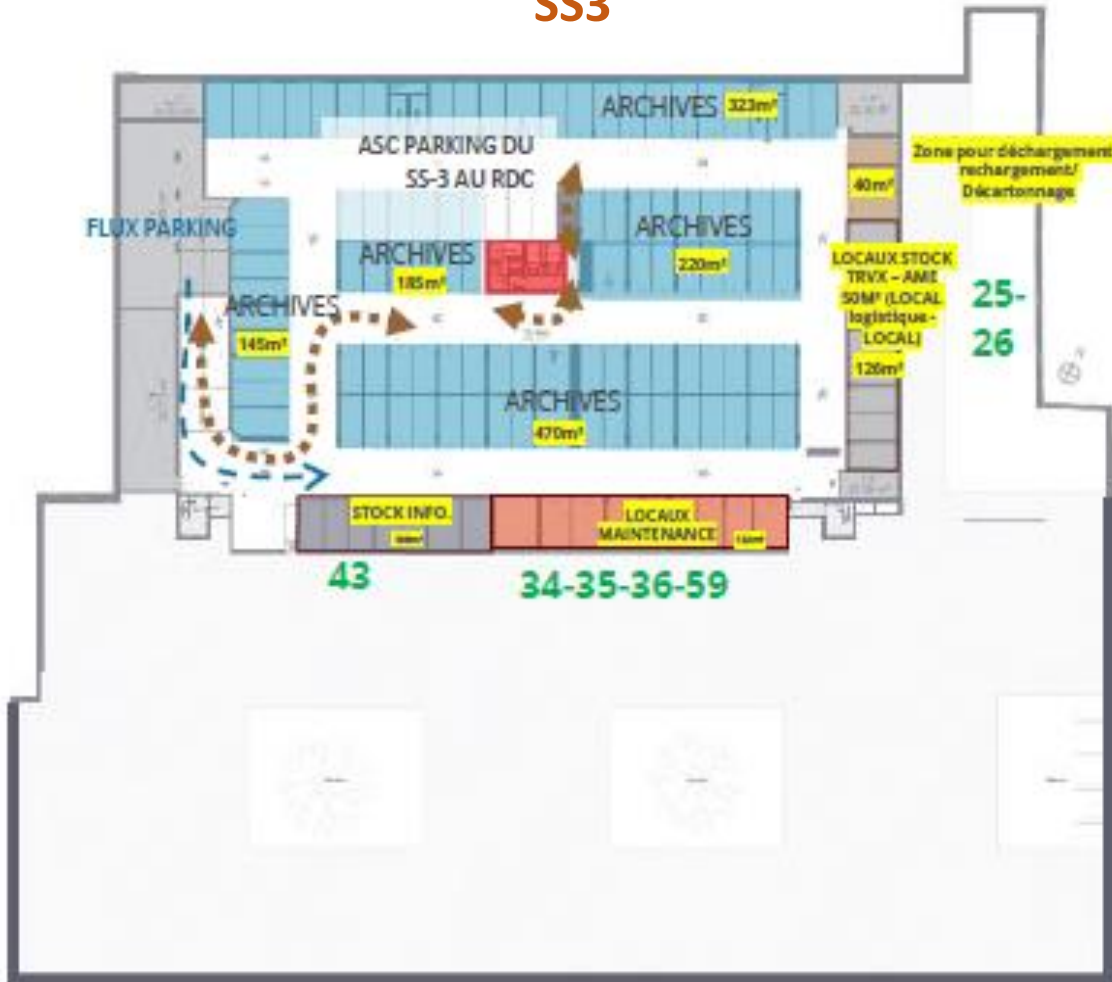 SS3
ARCHIVES 323m²
ASC PARKING DU
SS-3 AU RDC
Zone pour déchargement
rechargement/
Décartonnage
40m²
FLUX PARKING
ARCHIVES
185m²
ARCHIVES
220m²
LOCAUX STOCK
TRVX – AME
50M² (LOCAL
logistique -
LOCAL)
126m²
25-
26
ARCHIVES
145m²
ARCHIVES
470m²
STOCK INFO.
LOCAUX
MAINTENANCE
43
34-35-36-59